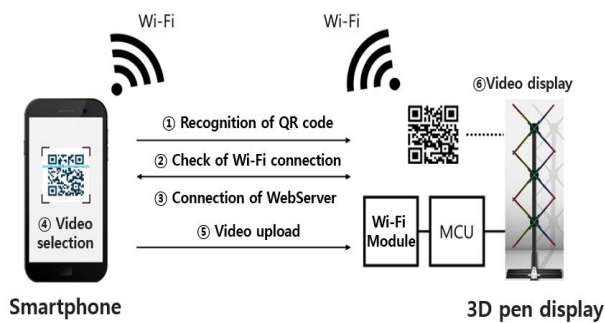 Wi-Fi
Wi-Fi
⑥Video display
① Recognition of QR code
② Check of Wi-Fi connection
③ Connection of WebServer
④ Video
selection
⑤ Video upload
Wi-Fi
Module
MCU
Smartphone
3D pen display